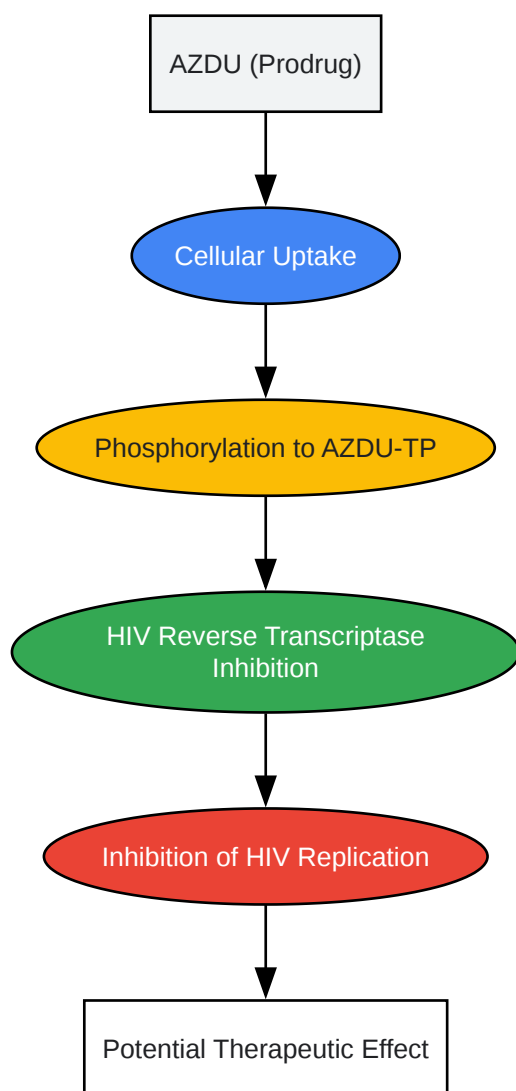 AZDU (Prodrug)
Cellular Uptake
Phosphorylation to AZDU-TP
HIV Reverse Transcriptase
Inhibition
Inhibition of HIV Replication
Potential Therapeutic Effect